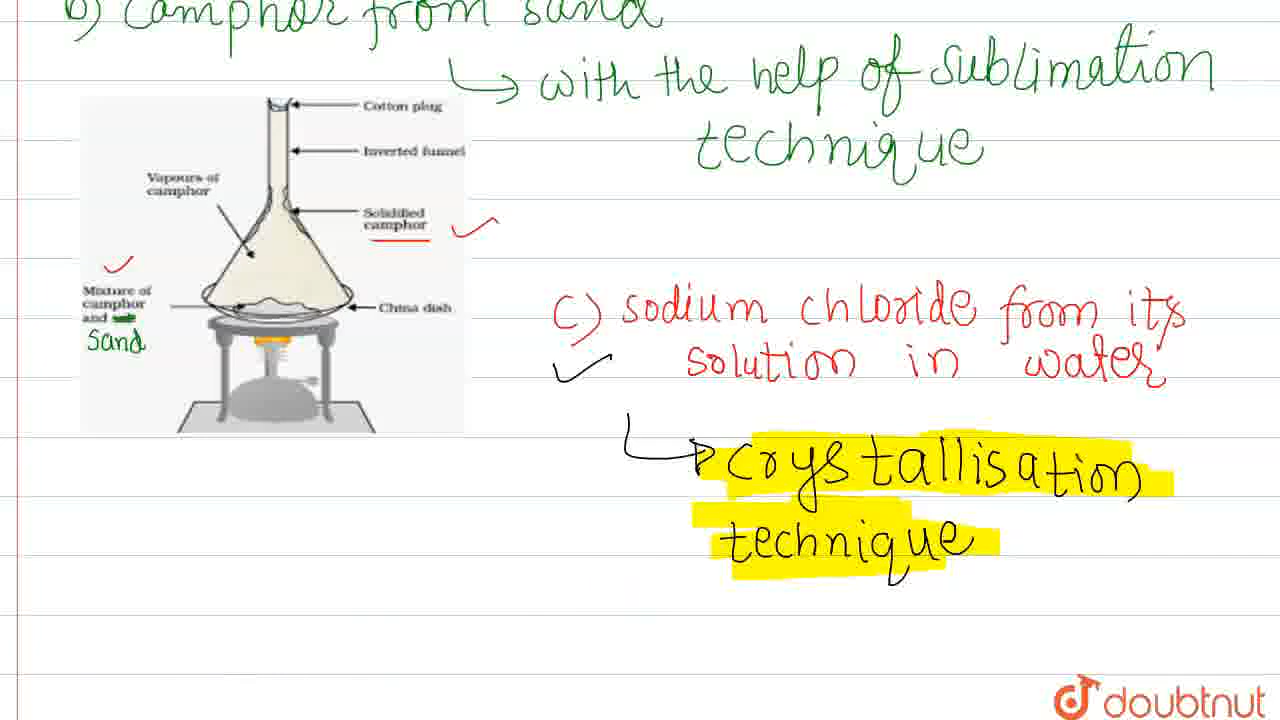 b) Camphor from sand
with the help of sublimation
technique
Cotton plug
Inverted funnel
Vapours of
camphor
Solidified
camphor
Mixture of
camphor
and
Sand
China dish
c) sodium chloride from its
solution in water
crystallisation
technique
doubtnut